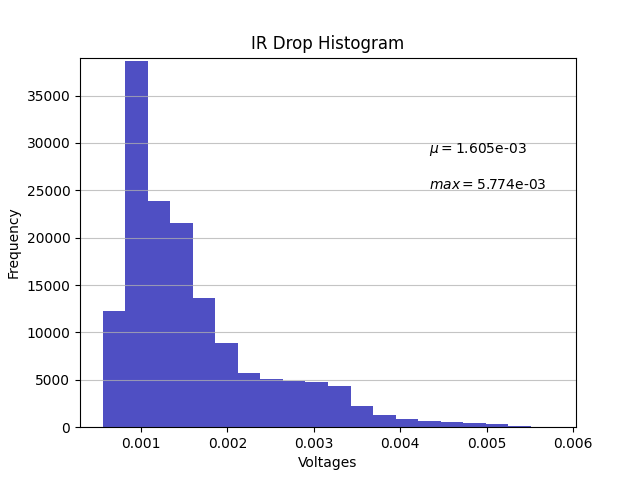 IR Drop Histogram
35000
30000
25000
20000
15000
10000
5000
0
Frequency
μ = 1.605e-03
max = 5.774e-03
0.001 0.002 0.003 0.004 0.005 0.006
Voltages